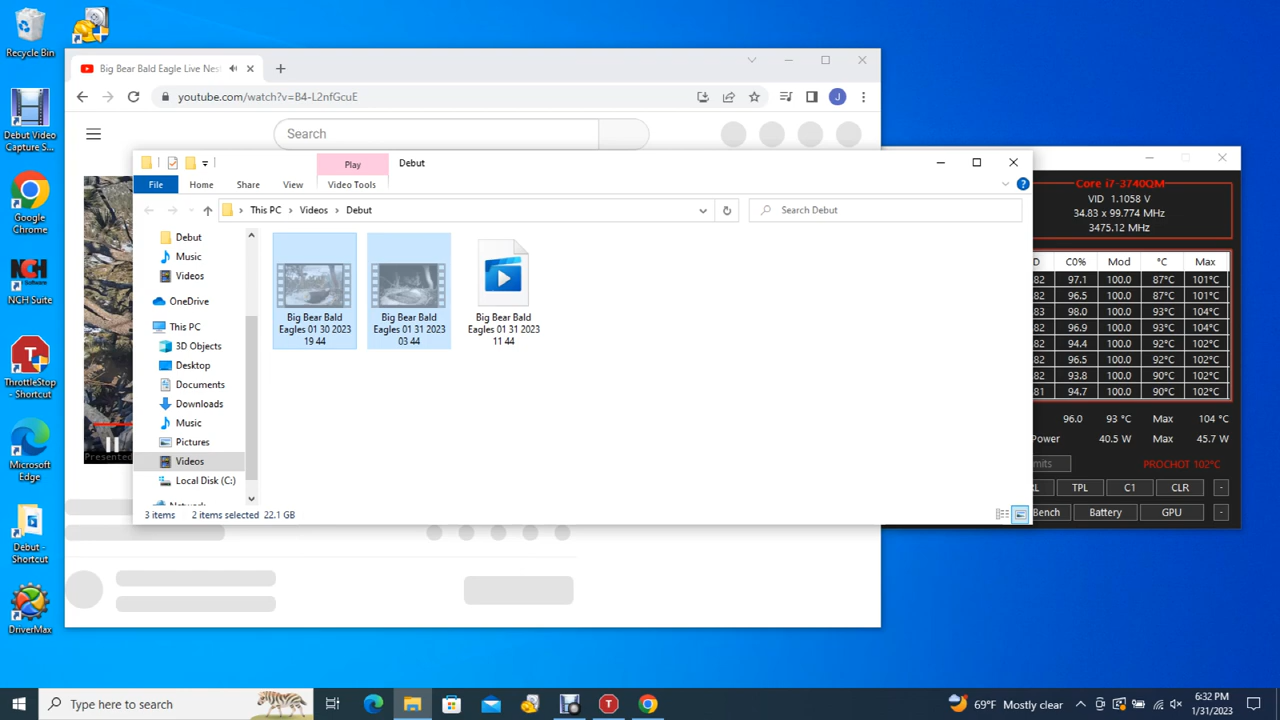 Recycle Bin
Debut Video
Capture S...
Google
Chrome
NCH Suite
ThrottleStop
- Shortcut
Microsoft
Edge
Debut -
Shortcut
DriverMax
Big Bear Bald Eagle Live Nes
youtube.com/watch?v=B4-L2nfGcuE
J
Search
Presented
Play
Debut
File
Home
Share
View
Video Tools
This PC
Videos
Debut
Search Debut
Debut
Music
Videos
OneDrive
This PC
3D Objects
Desktop
Documents
Downloads
Music
Pictures
Videos
Local Disk (C:)
Big Bear Bald
Eagles 01 30 2023
19 44
Big Bear Bald
Eagles 01 31 2023
03 44
Big Bear Bald
Eagles 01 31 2023
11 44
3 items 2 items selected 22.1 GB
Core i7-3740QM
VID 1.1058 V
34.83 x 99.774 MHz
3475.12 MHz
D C0% Mod °C Max
82 97.1 100.0 87°C 101°C
82 96.5 100.0 87°C 101°C
83 98.0 100.0 93°C 104°C
82 96.9 100.0 93°C 104°C
82 94.4 100.0 92°C 102°C
82 96.5 100.0 92°C 102°C
82 93.8 100.0 90°C 102°C
81 94.7 100.0 90°C 102°C
96.0 93 °C Max 104 °C
Power 40.5 W Max 45.7 W
mits PROCHOT 102°C
TPL C1 CLR -
Bench Battery GPU -
Type here to search
69°F Mostly clear
6:32 PM
1/31/2023